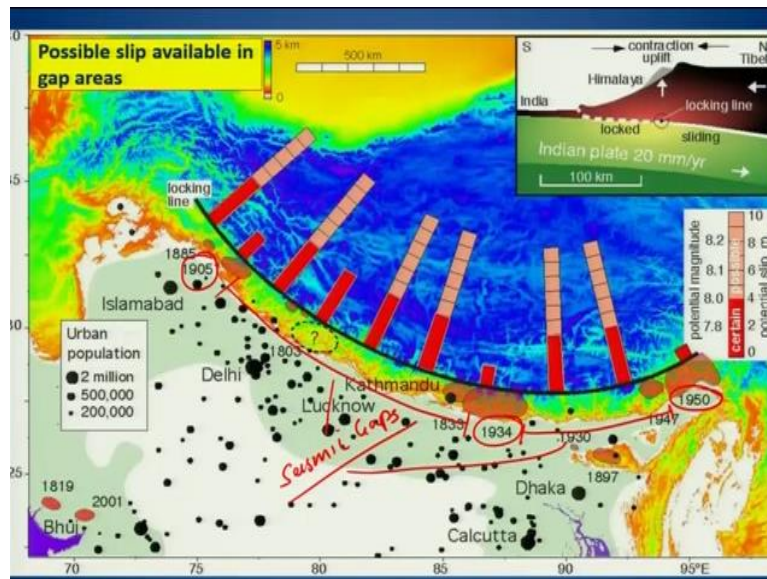 Possible slip available in
gap areas
5 km
0
500 km
S
contraction
uplift
N
Tibet
Himalaya
locking line
India
locked
sliding
Indian plate 20 mm/yr
100 km
locking
line
1885
1905
Islamabad
Urban
population
2 million
500,000
200,000
?
1803
Delhi
Kathmandu
Lucknow
Seismic Gaps
1833
1934
1930
1947
1950
1897
Dhaka
Calcutta
1819
2001
Bhuj
potential magnitude
8.2
8.1
8.0
7.8
possible
certain
10
8
6
4
2
0
potential slip, m
25
70
75
80
85
90
95°E